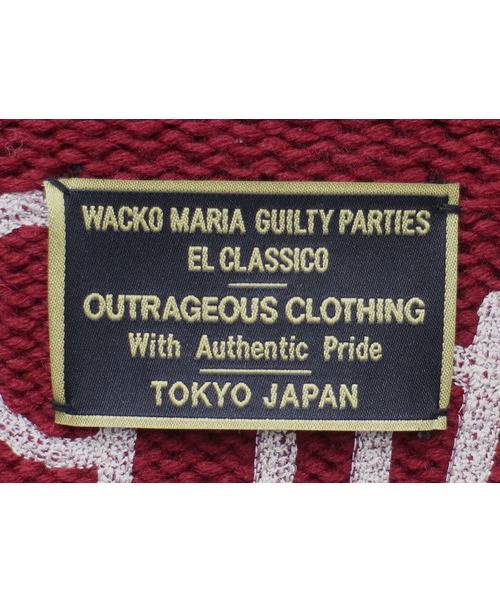 WACKO MARIA GUILTY PARTIES
EL CLASSICO
OUTRAGEOUS CLOTHING
With Authentic Pride
TOKYO JAPAN